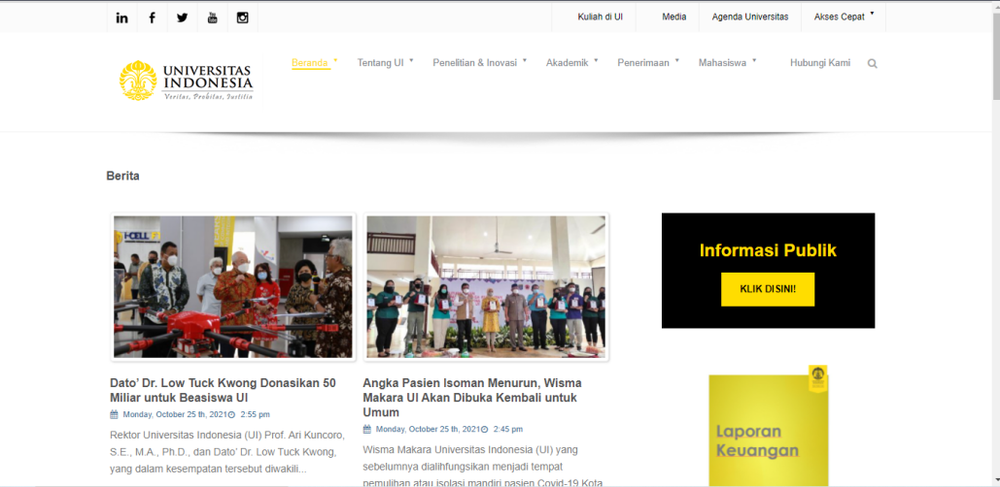 Kuliah di UI
Media
Agenda Universitas
Akses Cepat
UNIVERSITAS
INDONESIA
Veritas, Probitas, Justitia
Beranda
Tentang UI
Penelitian & Inovasi
Akademik
Penerimaan
Mahasiswa
Hubungi Kami
Berita
i-CELL
Dato’ Dr. Low Tuck Kwong Donasikan 50
Miliar untuk Beasiswa UI
Monday, October 25 th, 2021 2:55 pm
Rektor Universitas Indonesia (UI) Prof. Ari Kuncoro,
S.E., M.A., Ph.D., dan Dato’ Dr. Low Tuck Kwong,
yang dalam kesempatan tersebut diwakili...
Angka Pasien Isoman Menurun, Wisma
Makara UI Akan Dibuka Kembali untuk
Umum
Monday, October 25 th, 2021 2:45 pm
Wisma Makara Universitas Indonesia (UI) yang
sebelumnya dialihfungsikan menjadi tempat
pemulihan atau isolasi mandiri pasien Covid-19 Kota
Informasi Publik
KLIK DISINI!
Laporan
Keuangan